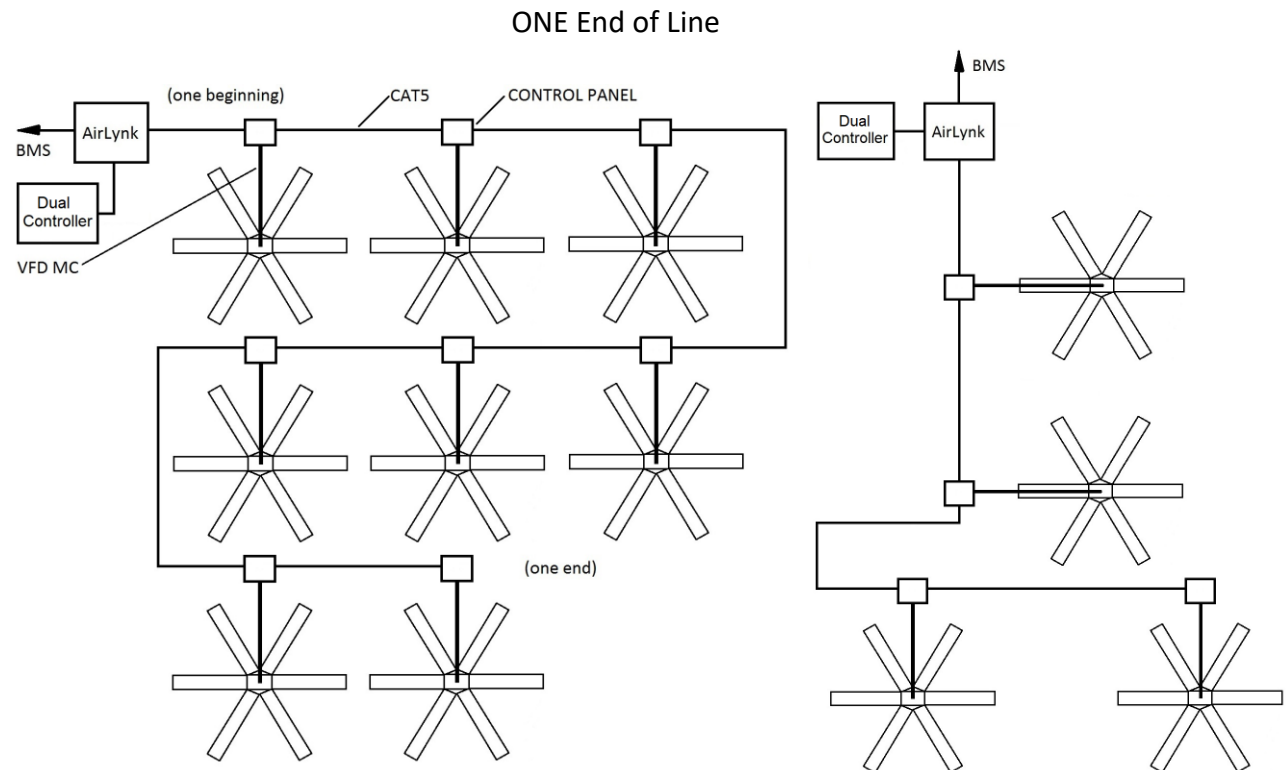 ONE End of Line
(one beginning)
CAT5
CONTROL PANEL
AirLynk
BMS
Dual
Controller
VFD MC
(one end)
BMS
Dual
Controller
AirLynk